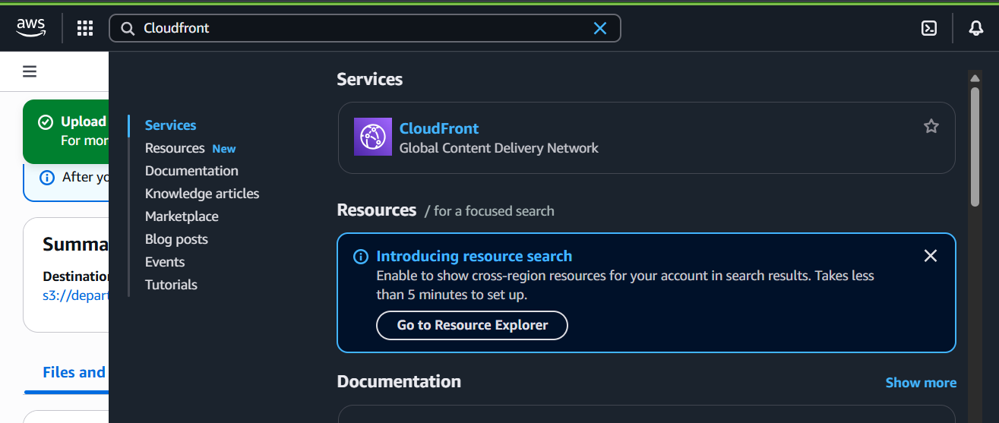 aws
Cloudfront
Services
Services
Resources New
Documentation
Knowledge articles
Marketplace
Blog posts
Events
Tutorials
CloudFront
Global Content Delivery Network
Resources / for a focused search
Introducing resource search
Enable to show cross-region resources for your account in search results. Takes less
than 5 minutes to set up.
Go to Resource Explorer
Documentation
Show more
Upload
For mor
After yo
Summa
Destination
s3://depart
Files and